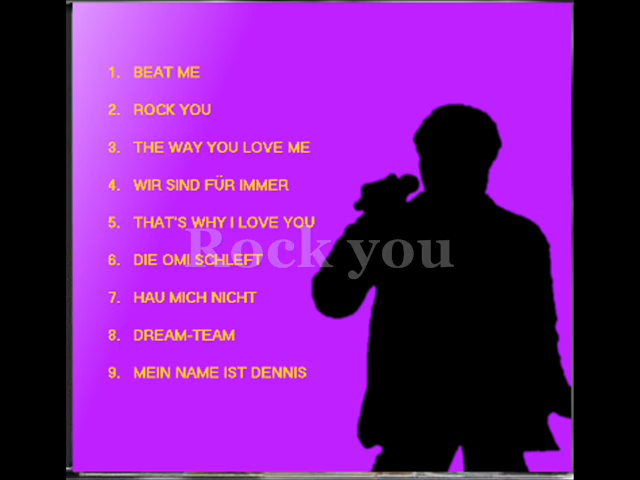 1. BEAT ME
2. ROCK YOU
3. THE WAY YOU LOVE ME
4. WIR SIND FÜR IMMER
5. THAT'S WHY I LOVE YOU
Rock you
6. DIE OMI SCHLEFT
7. HAU MICH NICHT
8. DREAM-TEAM
9. MEIN NAME IST DENNIS